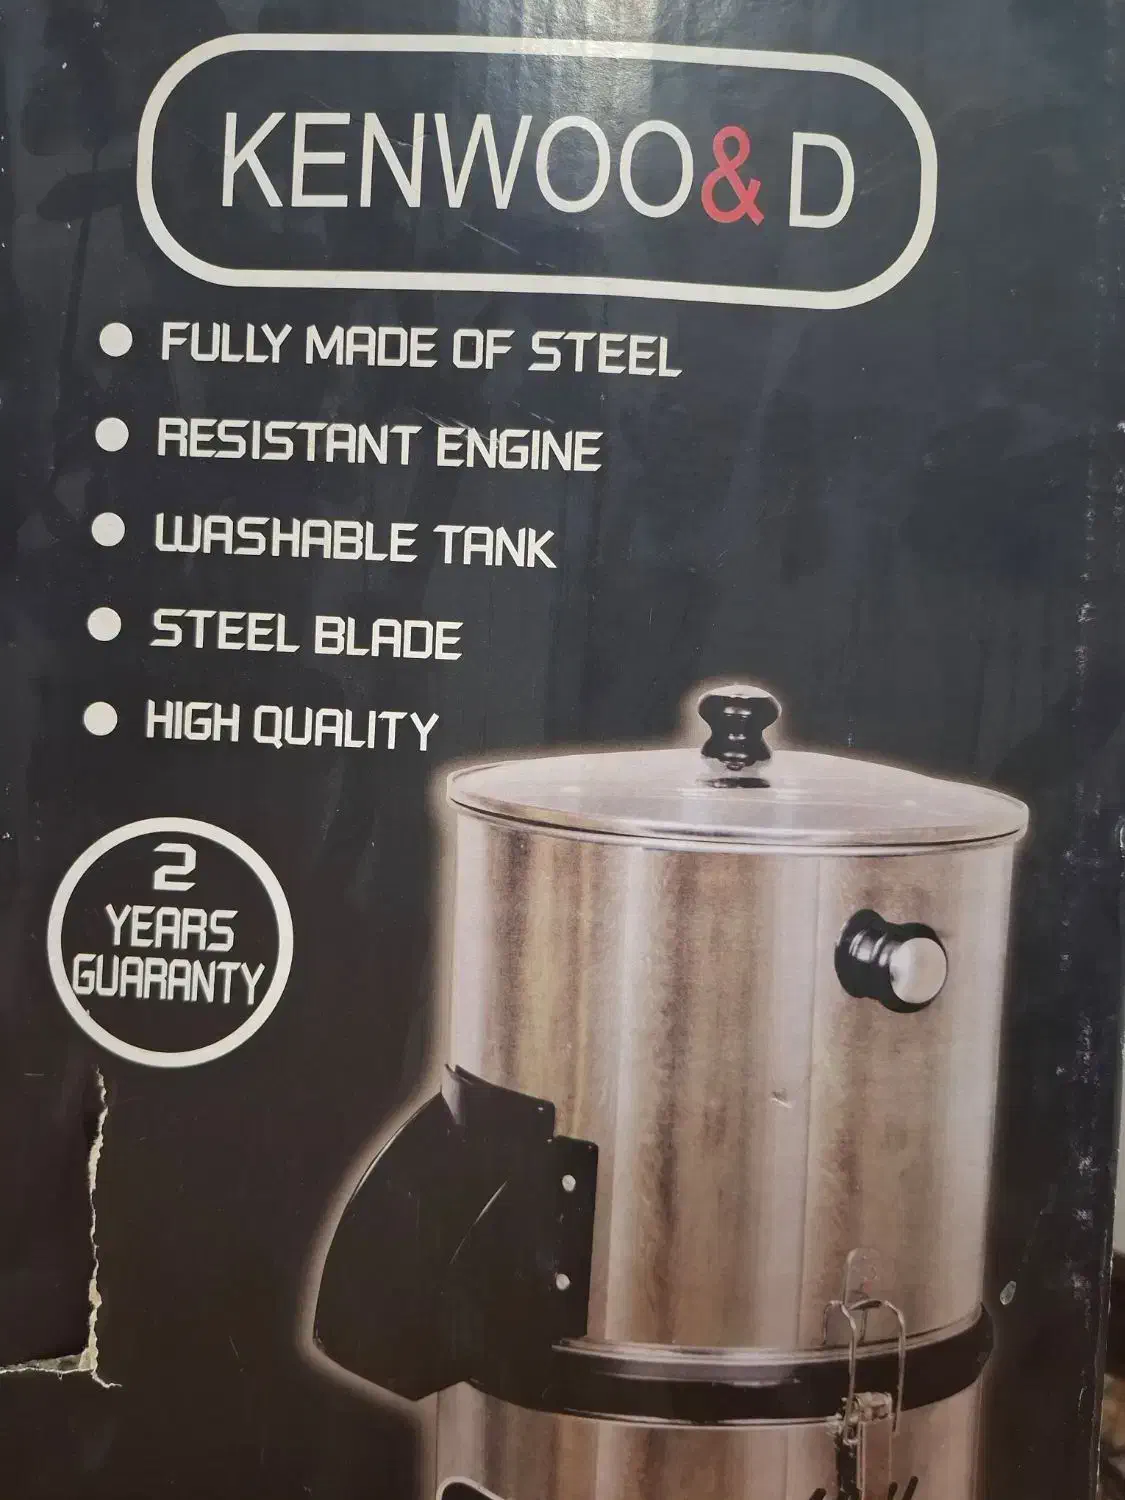 KENWOO& D
FULLY MADE OF STEEL
RESISTANT ENGINE
WASHABLE TANK
STEEL BLADE
HIGH QUALITY
2
YEARS
GUARANTY